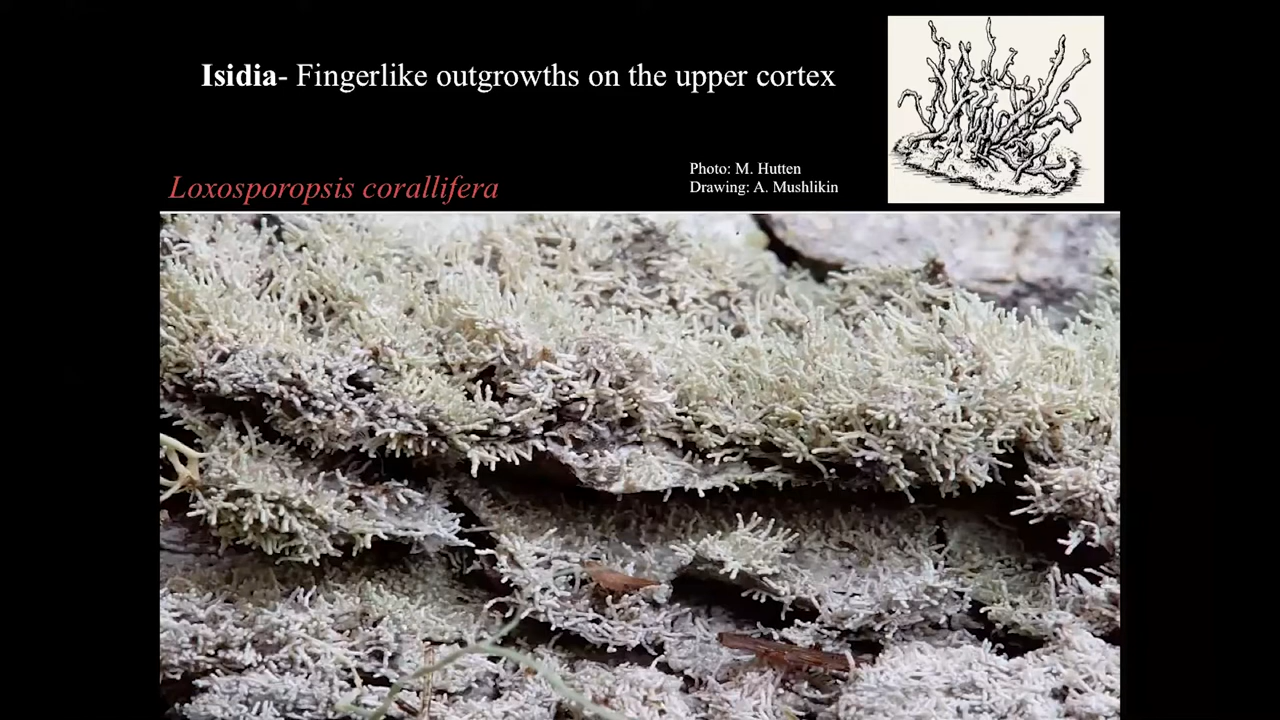 Isidia- Fingerlike outgrowths on the upper cortex
Photo: M. Hutten
Drawing: A. Mushlikin
Loxosporopsis corallifera